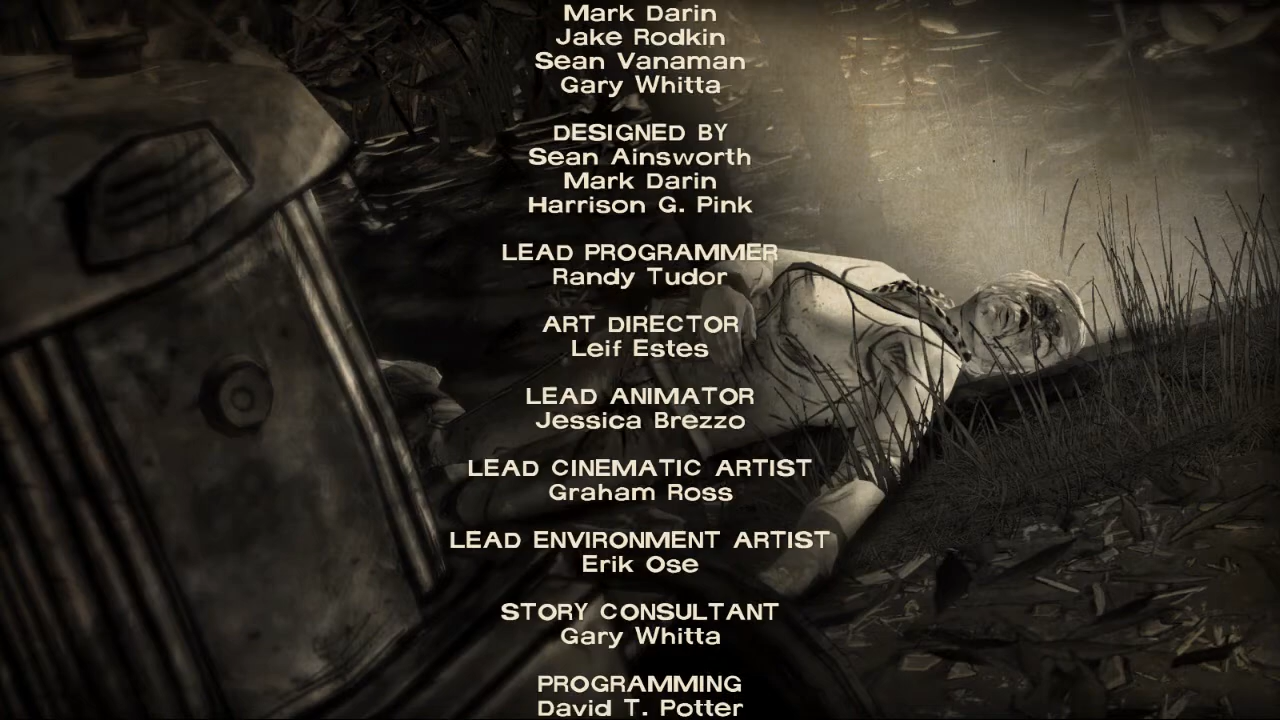 Mark Darin
Jake Rodkin
Sean Vanaman
Gary Whitta
DESIGNED BY
Sean Ainsworth
Mark Darin
Harrison G. Pink
LEAD PROGRAMMER
Randy Tudor
ART DIRECTOR
Leif Estes
LEAD ANIMATOR
Jessica Brezzo
LEAD CINEMATIC ARTIST
Graham Ross
LEAD ENVIRONMENT ARTIST
Erik Ose
STORY CONSULTANT
Gary Whitta
PROGRAMMING
David T. Potter